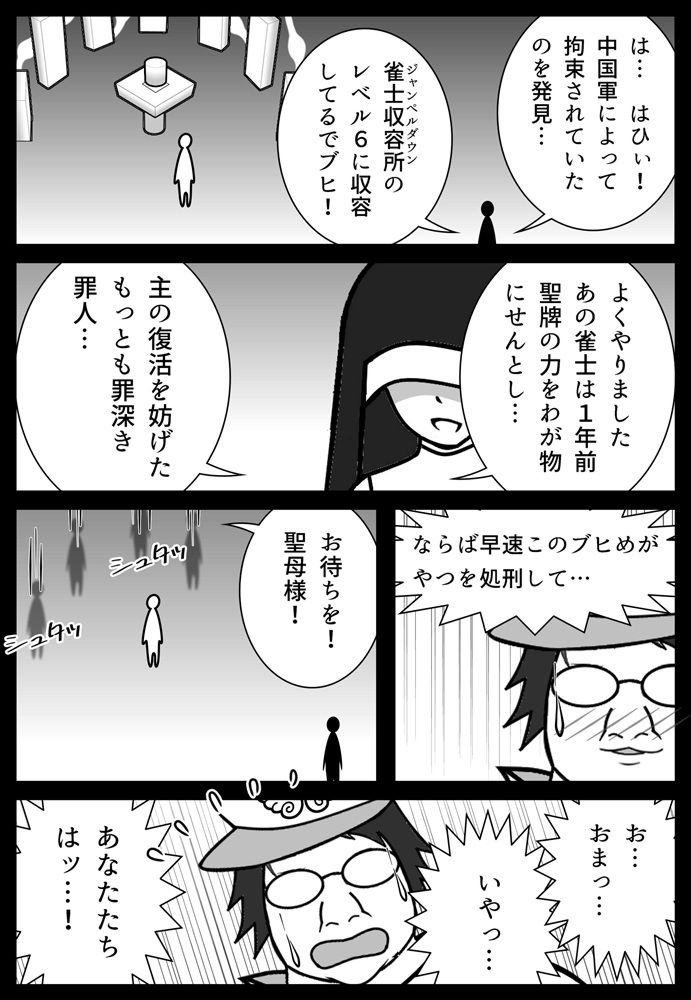 は…　はひぃ！
中国軍によって
拘束されていた
のを発見…
ジャンペルダウン
雀士収容所の
レベル６に収容
してるでブヒ！
よくやりました
あの雀士は１年前
聖牌の力をわが物
にせんとし…
主の復活を妨げた
もっとも罪深き
罪人…
ならば早速このブヒめが
やつを処刑して…
お待ちを！
聖母様！
シュタッ
シュタッ
お…
おまっ…
いやっ…
あなたたち
はッ…！